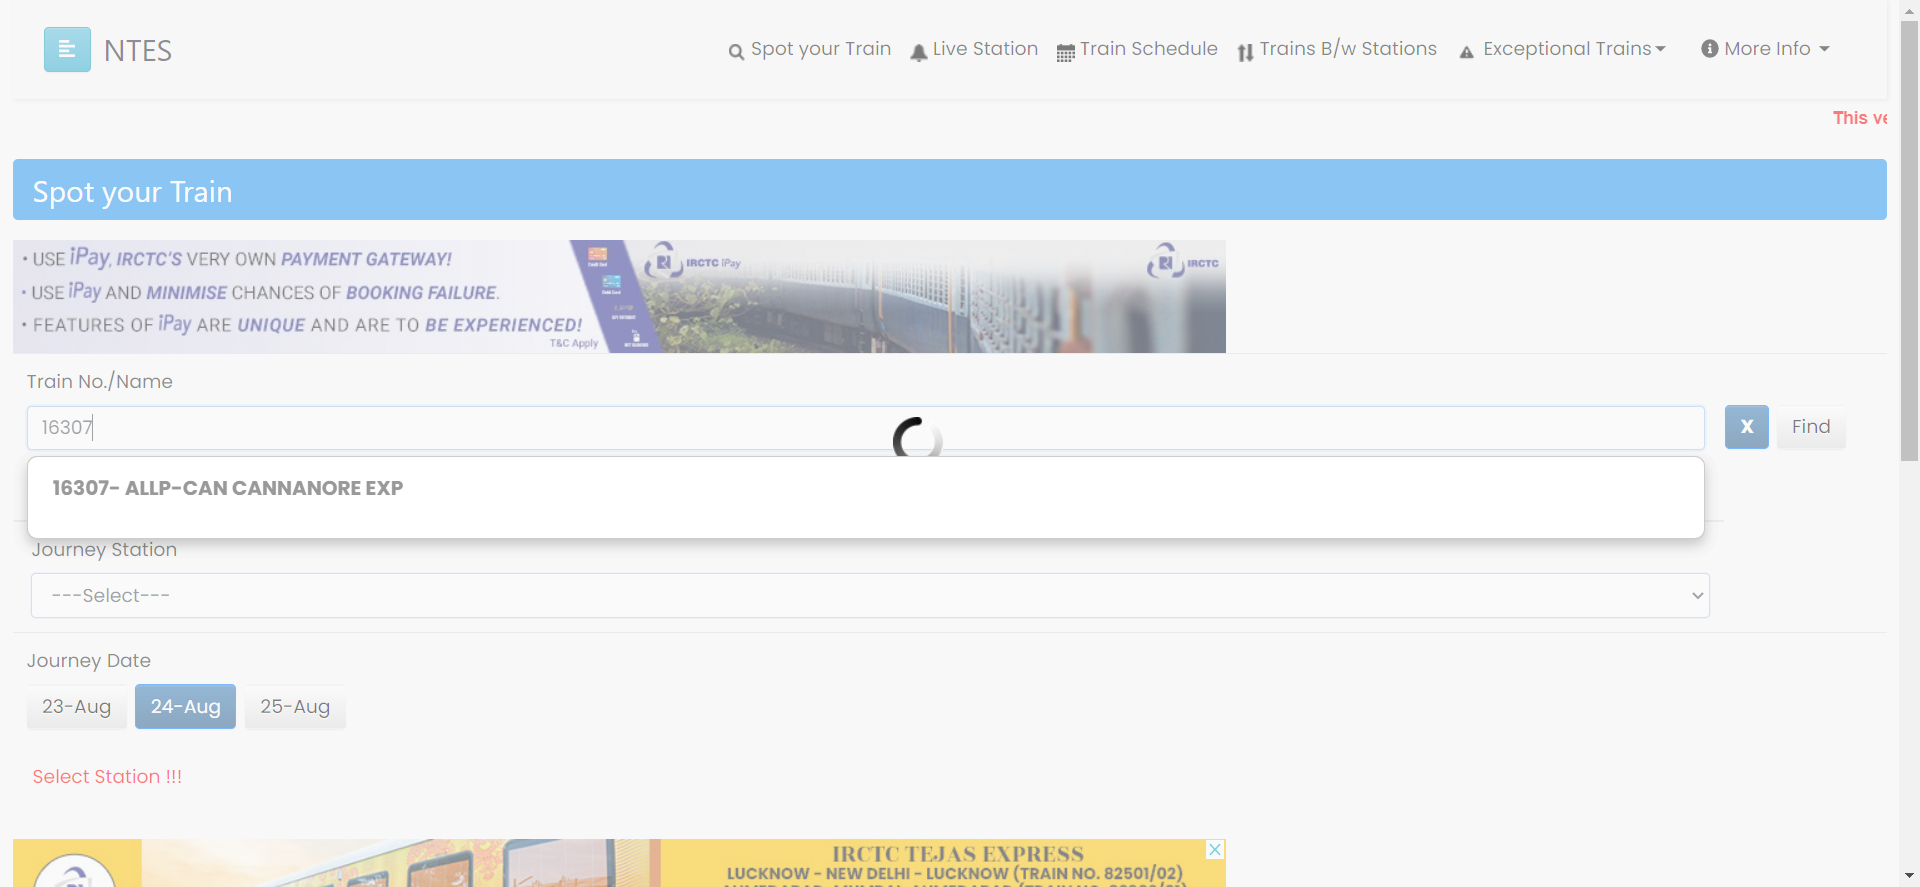 NTES
Spot your Train
Live Station
Train Schedule
Trains B/w Stations
Exceptional Trains
More Info
This ve
Spot your Train
• USE iPay, IRCTC'S VERY OWN PAYMENT GATEWAY!
• USE iPay AND MINIMISE CHANCES OF BOOKING FAILURE.
• FEATURES OF iPay ARE UNIQUE AND ARE TO BE EXPERIENCED!
T&C Apply
IRCTC iPay
IRCTC
Train No./Name
16307
X
Find
16307- ALLP-CAN CANNANORE EXP
Journey Station
---Select---
Journey Date
23-Aug
24-Aug
25-Aug
Select Station !!!
IRCTC TEJAS EXPRESS
LUCKNOW - NEW DELHI - LUCKNOW (TRAIN NO. 82501/02)